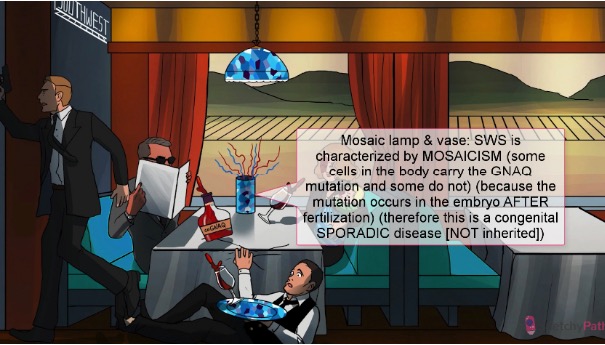 SOUTHWEST
Mosaic lamp & vase: SWS is
characterized by MOSAICISM (some
cells in the body carry the GNAQ
mutation and some do not) (because the
mutation occurs in the embryo AFTER
fertilization) (therefore this is a congenital
SPORADIC disease [NOT inherited])
coGNAQ
SketchyPath